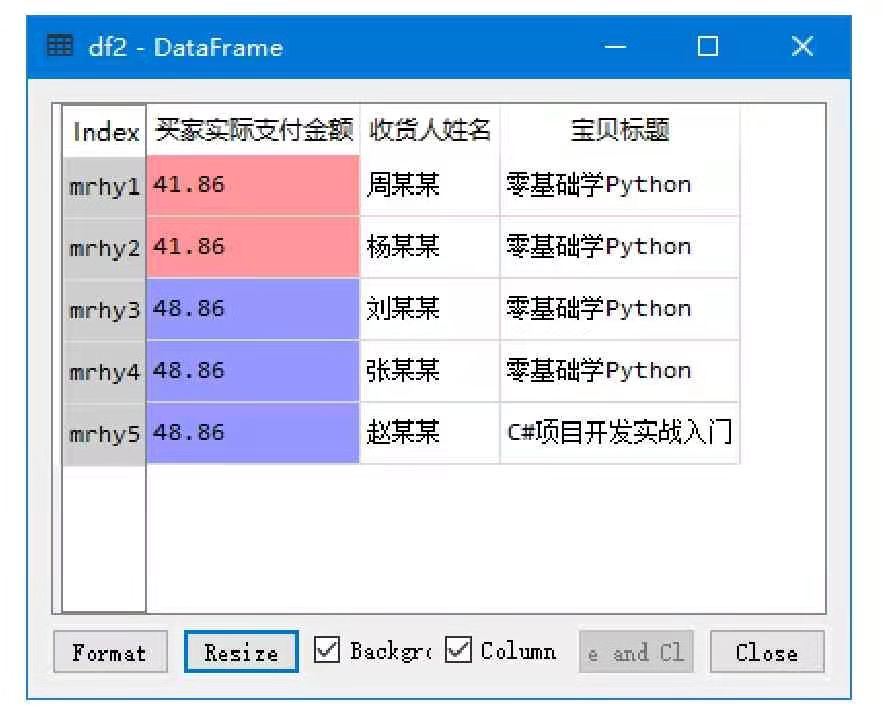 df2 - DataFrame
Index 买家实际支付金额 收货人姓名 宝贝标题
mrhy1 41.86 周某某 零基础学Python
mrhy2 41.86 杨某某 零基础学Python
mrhy3 48.86 刘某某 零基础学Python
mrhy4 48.86 张某某 零基础学Python
mrhy5 48.86 赵某某 C#项目开发实战入门
Format Resize Backgr Column e and Cl Close